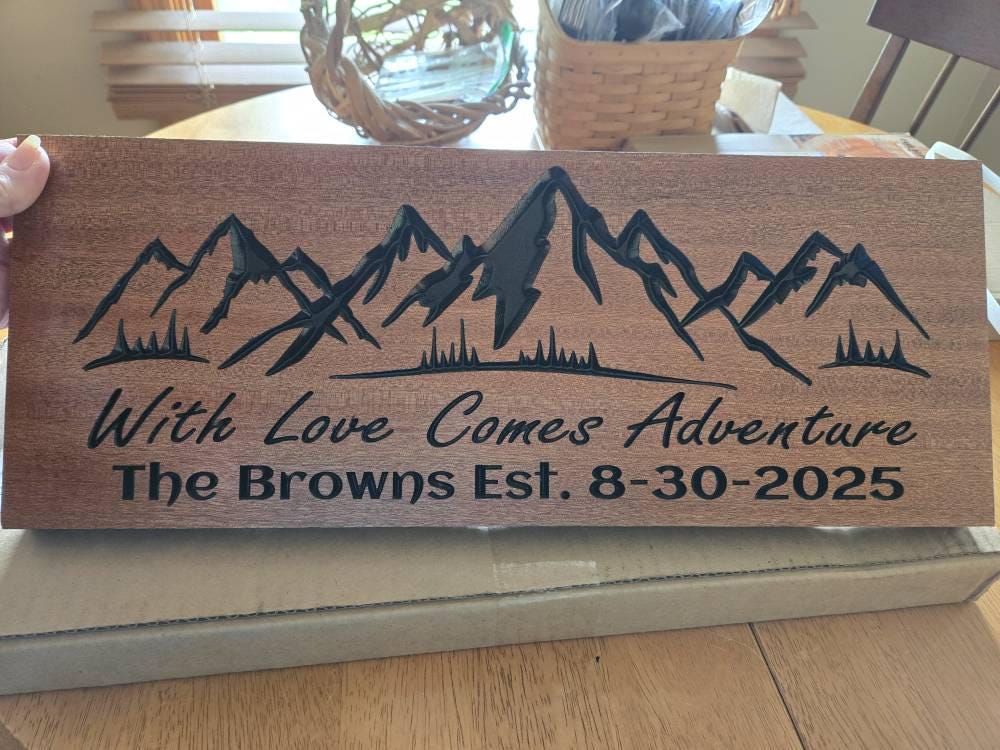 With Love Comes Adventure
The Browns Est. 8-30-2025